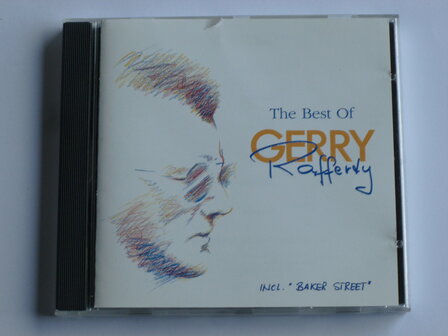 The Best Of
GERRY
Rafferty
INCL. "BAKER STREET"